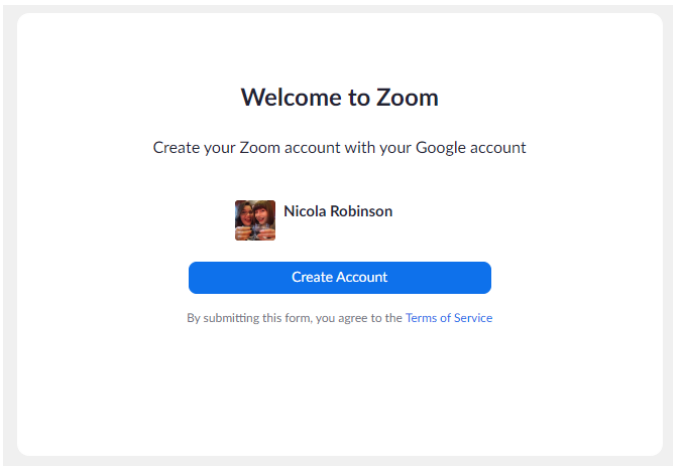 Welcome to Zoom
Create your Zoom account with your Google account
Nicola Robinson
Create Account
By submitting this form, you agree to the Terms of Service